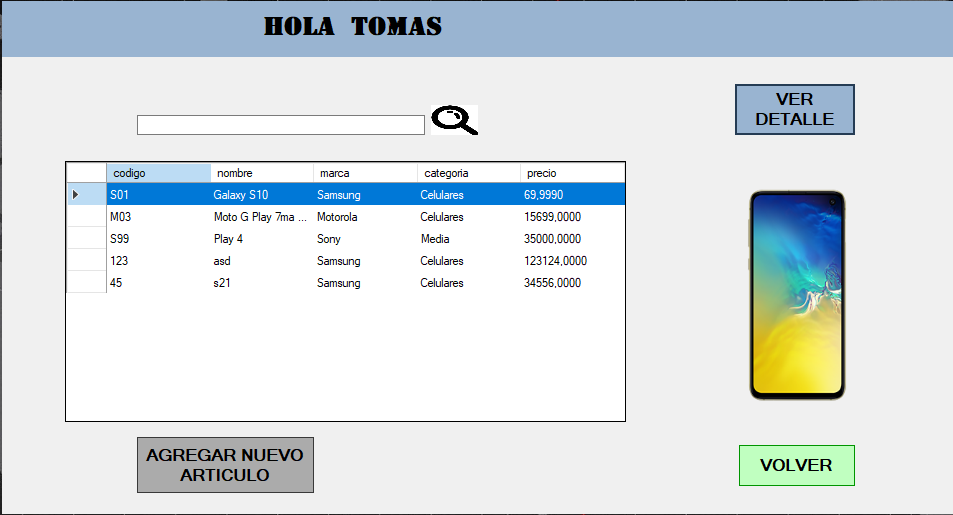 HOLA TOMAS
VER
DETALLE
codigo nombre marca categoria precio
S01 Galaxy S10 Samsung Celulares 69,9990
M03 Moto G Play 7ma ... Motorola Celulares 15699,0000
S99 Play 4 Sony Media 35000,0000
123 asd Samsung Celulares 123124,0000
45 s21 Samsung Celulares 34556,0000
AGREGAR NUEVO
ARTICULO
VOLVER